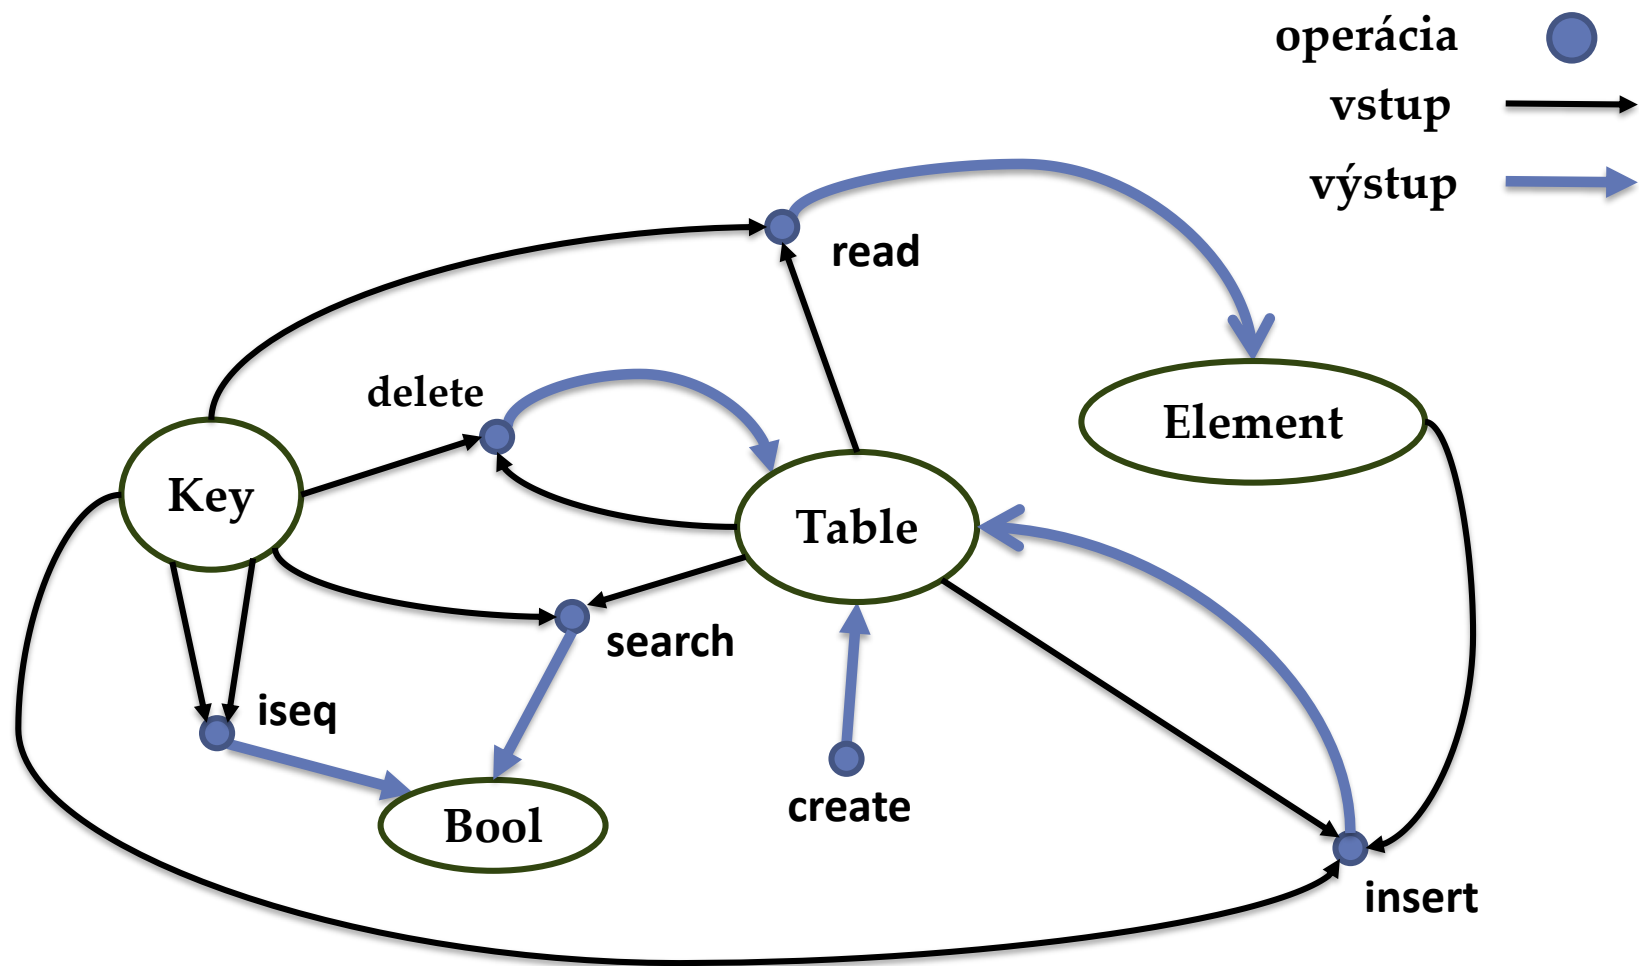 operácia
vstup
výstup
read
delete
Element
Key
Table
search
iseq
create
Bool
insert